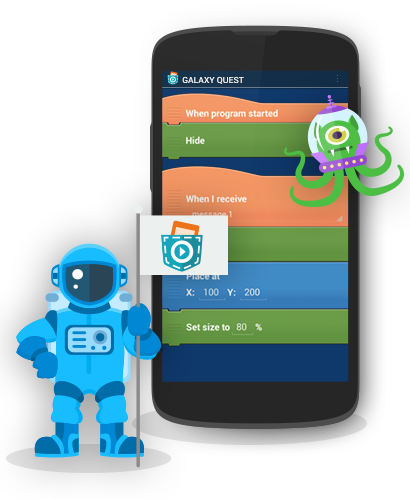 GALAXY QUEST
When program started
Hide
When I receive
message 1
Place at
X: 100 Y: 200
Set size to 80 %